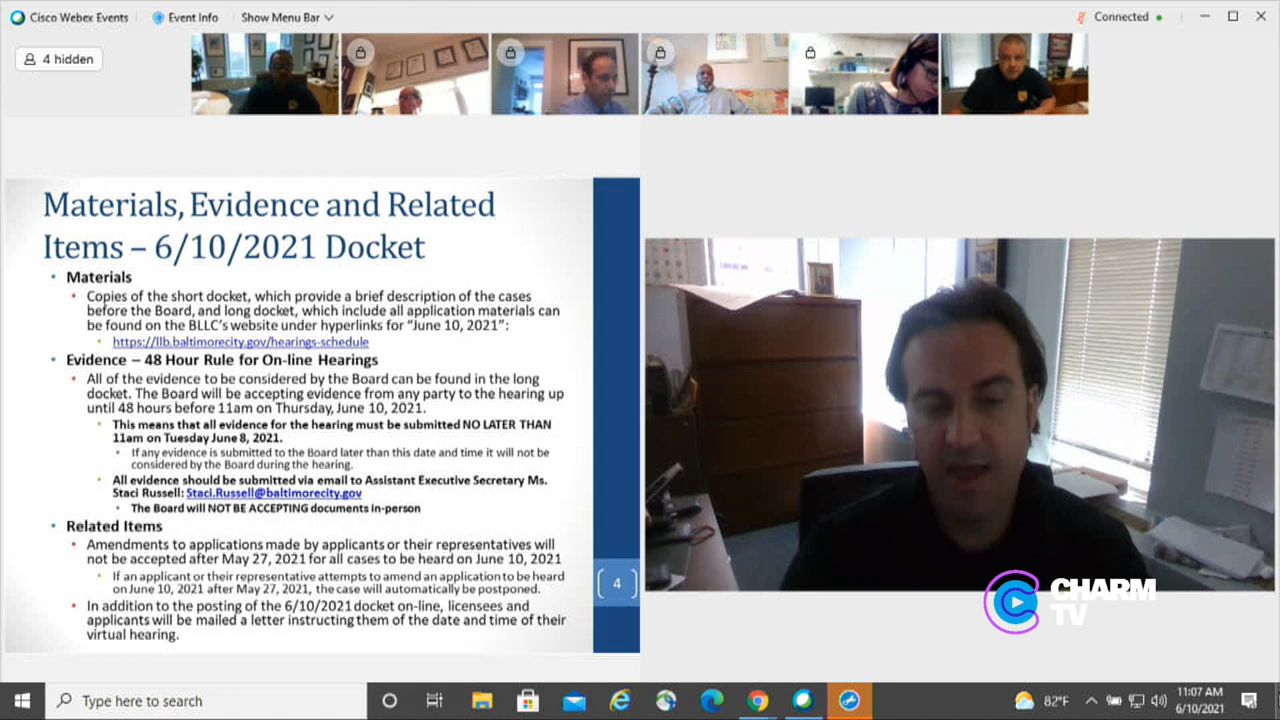 Cisco Webex Events
Event Info
Show Menu Bar
Connected
4 hidden
Materials, Evidence and Related
Items – 6/10/2021 Docket
• Materials
• Copies of the short docket, which provide a brief description of the cases
before the Board, and long docket, which include all application materials can
be found on the BLLC's website under hyperlinks for "June 10, 2021":
• https://llb.baltimorecity.gov/hearings-schedule
• Evidence – 48 Hour Rule for On-line Hearings
• All of the evidence to be considered by the Board can be found in the long
docket. The Board will be accepting evidence from any party to the hearing up
until 48 hours before 11am on Thursday, June 10, 2021.
• This means that all evidence for the hearing must be submitted NO LATER THAN
11am on Tuesday June 8, 2021.
• If any evidence is submitted to the Board later than this date and time it will not be
considered by the Board during the hearing.
• All evidence should be submitted via email to Assistant Executive Secretary Ms.
Staci Russell: Staci.Russell@baltimorecity.gov
• The Board will NOT BE ACCEPTING documents in-person
• Related Items
• Amendments to applications made by applicants or their representatives will
not be accepted after May 27, 2021 for all cases to be heard on June 10, 2021
• If an applicant or their representative attempts to amend an application to be heard
on June 10, 2021 after May 27, 2021, the case will automatically be postponed.
• In addition to the posting of the 6/10/2021 docket on-line, licensees and
applicants will be mailed a letter instructing them of the date and time of their
virtual hearing.
4
CHARM
TV
Type here to search
82°F
11:07 AM
6/10/2021